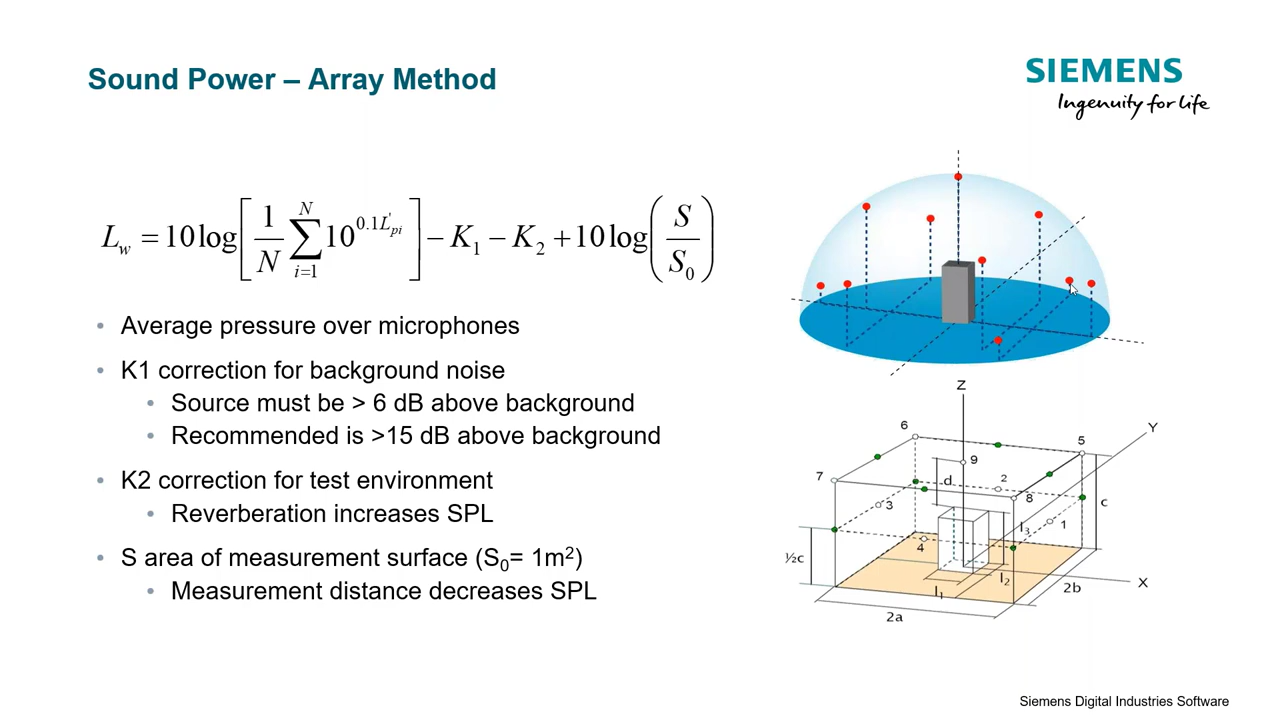 Sound Power – Array Method
SIEMENS
Ingenuity for life
L_w = 10 log[ 1/N ∑_{i=1}^{N} 10^{0.1L'_{pi}} ] − K_1 − K_2 + 10 log( S/S_0 )
• Average pressure over microphones
• K1 correction for background noise
• Source must be > 6 dB above background
• Recommended is >15 dB above background
• K2 correction for test environment
• Reverberation increases SPL
• S area of measurement surface (S₀= 1m²)
• Measurement distance decreases SPL
Z
Y
6
5
9
7
d
2
8
c
3
l₃
1
4
½c
l₂
X
l₁
2b
2a
Siemens Digital Industries Software